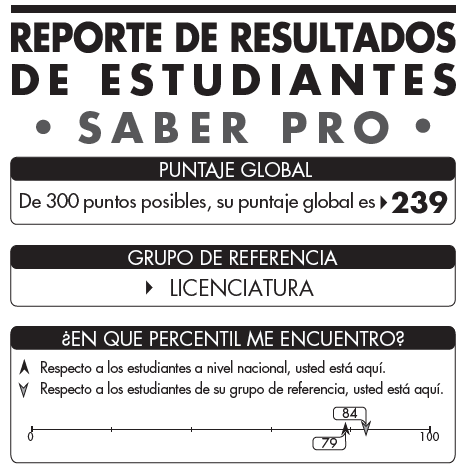 REPORTE DE RESULTADOS
DE ESTUDIANTES
• SABER PRO •
PUNTAJE GLOBAL
De 300 puntos posibles, su puntaje global es 239
GRUPO DE REFERENCIA
LICENCIATURA
¿EN QUE PERCENTIL ME ENCUENTRO?
Respecto a los estudiantes a nivel nacional, usted está aquí.
Respecto a los estudiantes de su grupo de referencia, usted está aquí.
84
0 100
79